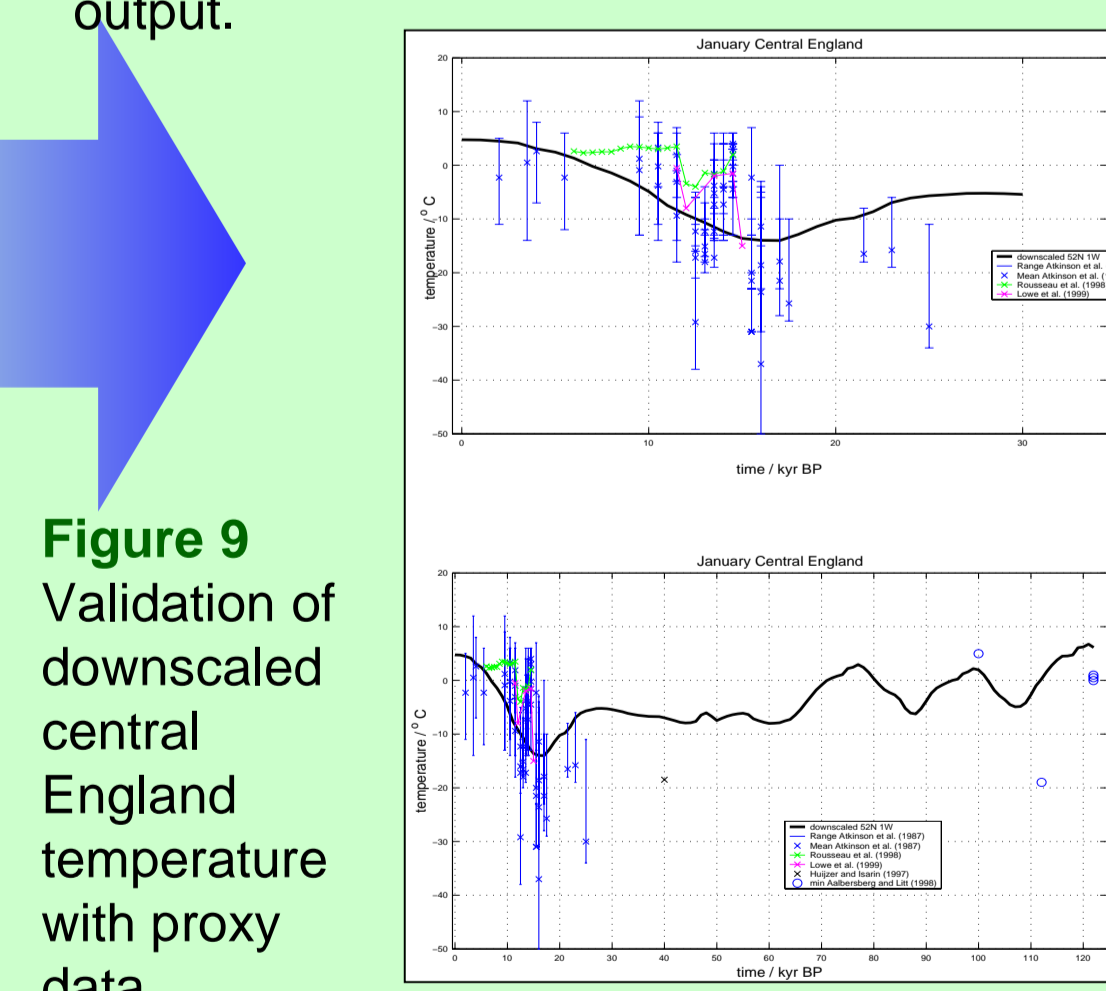 output.
January Central England
20
10
0
−10
−20
−30
−40
−50
temperature / o C
0 10 20 30
time / kyr BP
downscaled 52N 1W
Range Atkinson et al.
Mean Atkinson et al. (
Rousseau et al. (1998
Lowe et al. (1999)
Figure 9
Validation of
downscaled
central
England
temperature
with proxy
data
January Central England
20
10
0
−10
−20
−30
−40
−50
temperature / o C
0 10 20 30 40 50 60 70 80 90 100 110 120
time / kyr BP
downscaled 52N 1W
Range Atkinson et al. (1987)
Mean Atkinson et al. (1987)
Rousseau et al. (1998)
Lowe et al. (1999)
Huijzer and Isarin (1997)
min Aalbersberg and Litt (1998)